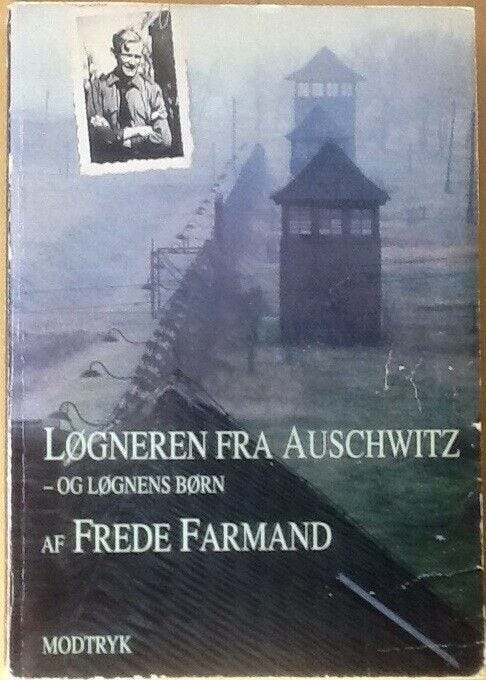 LØGNEREN FRA AUSCHWITZ
– OG LØGNENS BØRN
AF FREDE FARMAND
MODTRYK